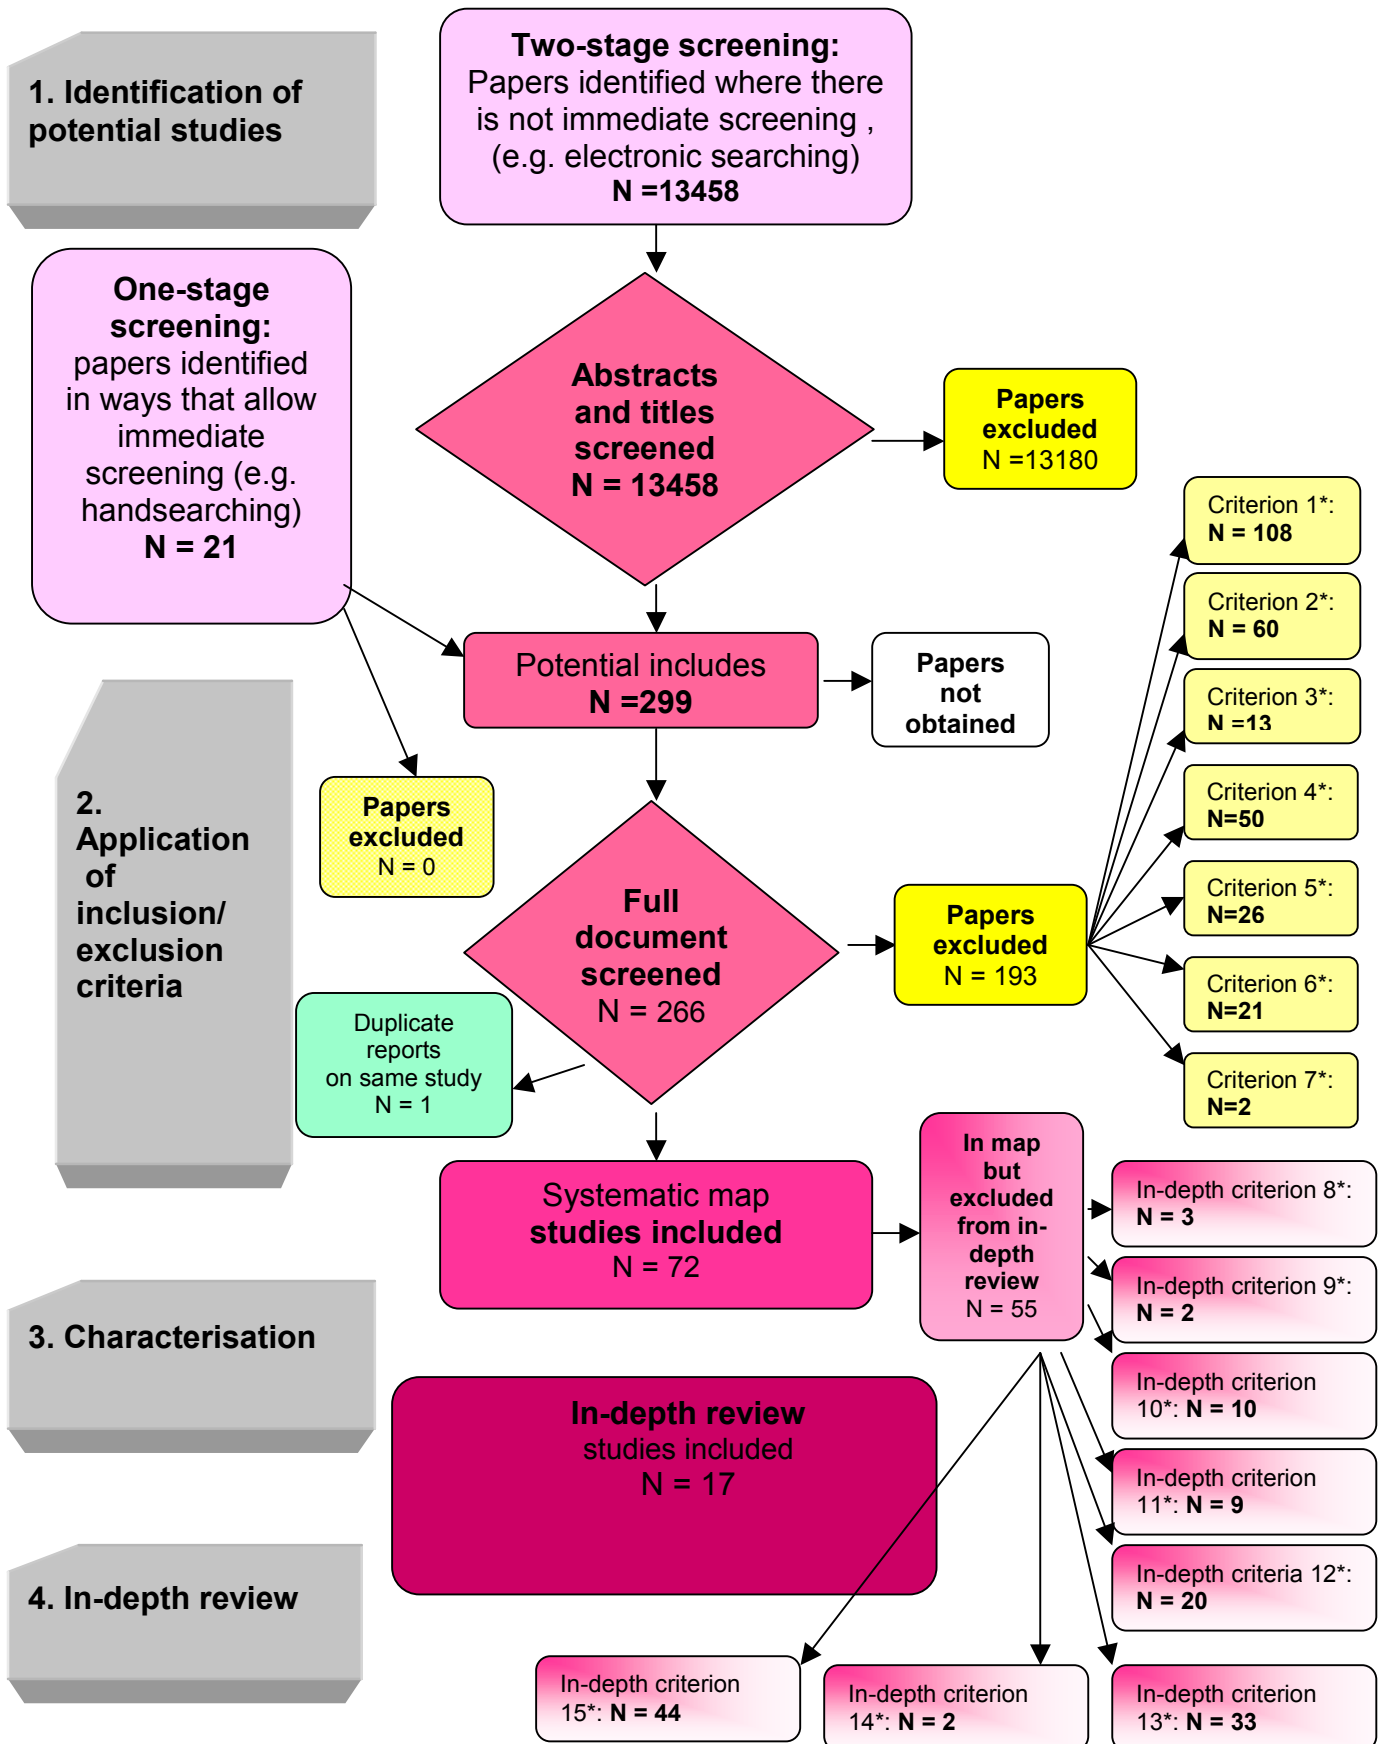 1. Identification of
potential studies
Two-stage screening:
Papers identified where there
is not immediate screening ,
(e.g. electronic searching)
N =13458
One-stage
screening:
papers identified
in ways that allow
immediate
screening (e.g.
handsearching)
N = 21
Abstracts
and titles
screened
N = 13458
Papers
excluded
N =13180
Criterion 1*:
N = 108
Criterion 2*:
N = 60
Criterion 3*:
N =13
Criterion 4*:
N=50
Criterion 5*:
N=26
Criterion 6*:
N=21
Criterion 7*:
N=2
Potential includes
N =299
Papers
not
obtained
2.
Application
of
inclusion/
exclusion
criteria
Papers
excluded
N = 0
Full
document
screened
N = 266
Papers
excluded
N = 193
Duplicate
reports
on same study
N = 1
Systematic map
studies included
N = 72
In map
but
excluded
from in-
depth
review
N = 55
In-depth criterion 8*:
N = 3
In-depth criterion 9*:
N = 2
In-depth criterion
10*: N = 10
In-depth criterion
11*: N = 9
In-depth criteria 12*:
N = 20
3. Characterisation
In-depth review
studies included
N = 17
4. In-depth review
In-depth criterion
15*: N = 44
In-depth criterion
14*: N = 2
In-depth criterion
13*: N = 33